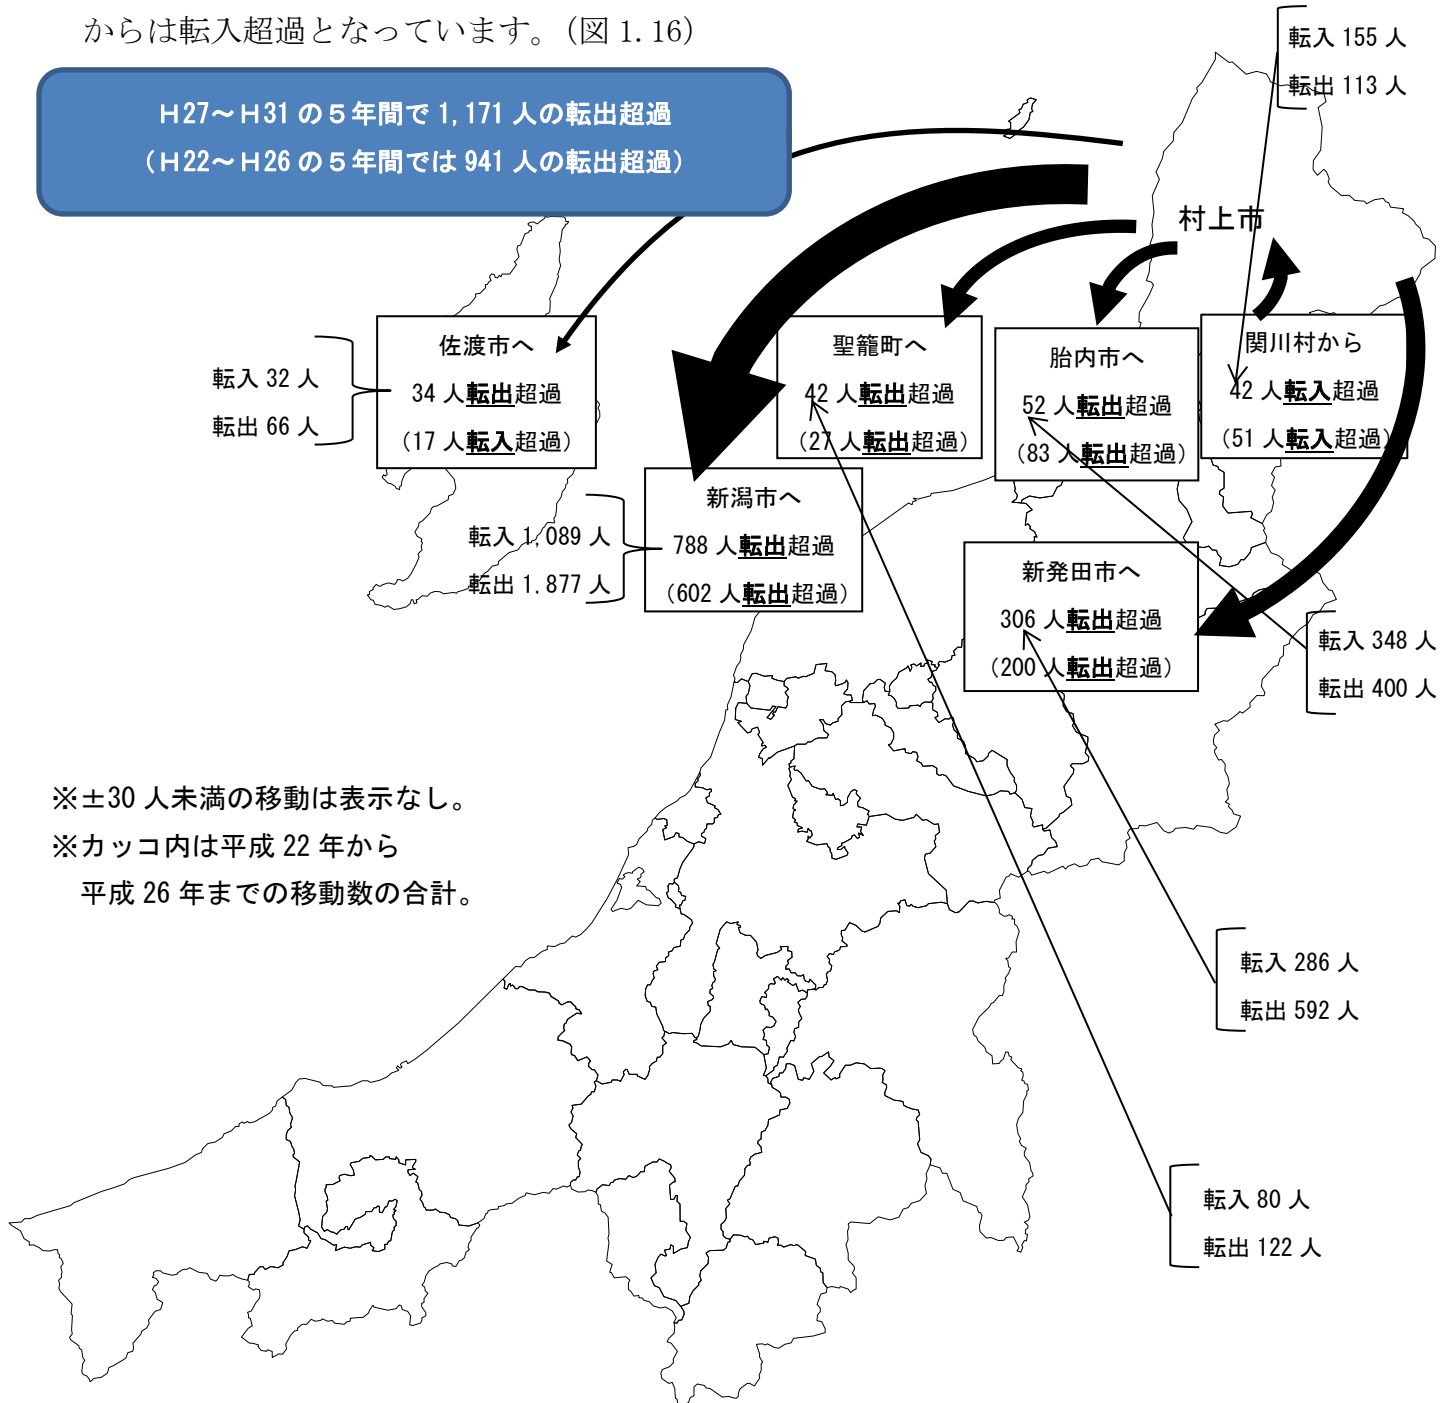 からは転入超過となっています。（図 1.16）
H27～H31 の５年間で 1,171 人の転出超過
（H22～H26 の５年間では 941 人の転出超過）
転入 155 人
転出 113 人
村上市
佐渡市へ
34 人転出超過
(17 人転入超過)
転入 32 人
転出 66 人
聖籠町へ
42 人転出超過
(27 人転出超過)
胎内市へ
52 人転出超過
(83 人転出超過)
関川村から
42 人転入超過
(51 人転入超過)
新潟市へ
788 人転出超過
(602 人転出超過)
転入 1,089 人
転出 1,877 人
新発田市へ
306 人転出超過
(200 人転出超過)
転入 348 人
転出 400 人
※±30 人未満の移動は表示なし。
※カッコ内は平成 22 年から
平成 26 年までの移動数の合計。
転入 286 人
転出 592 人
転入 80 人
転出 122 人